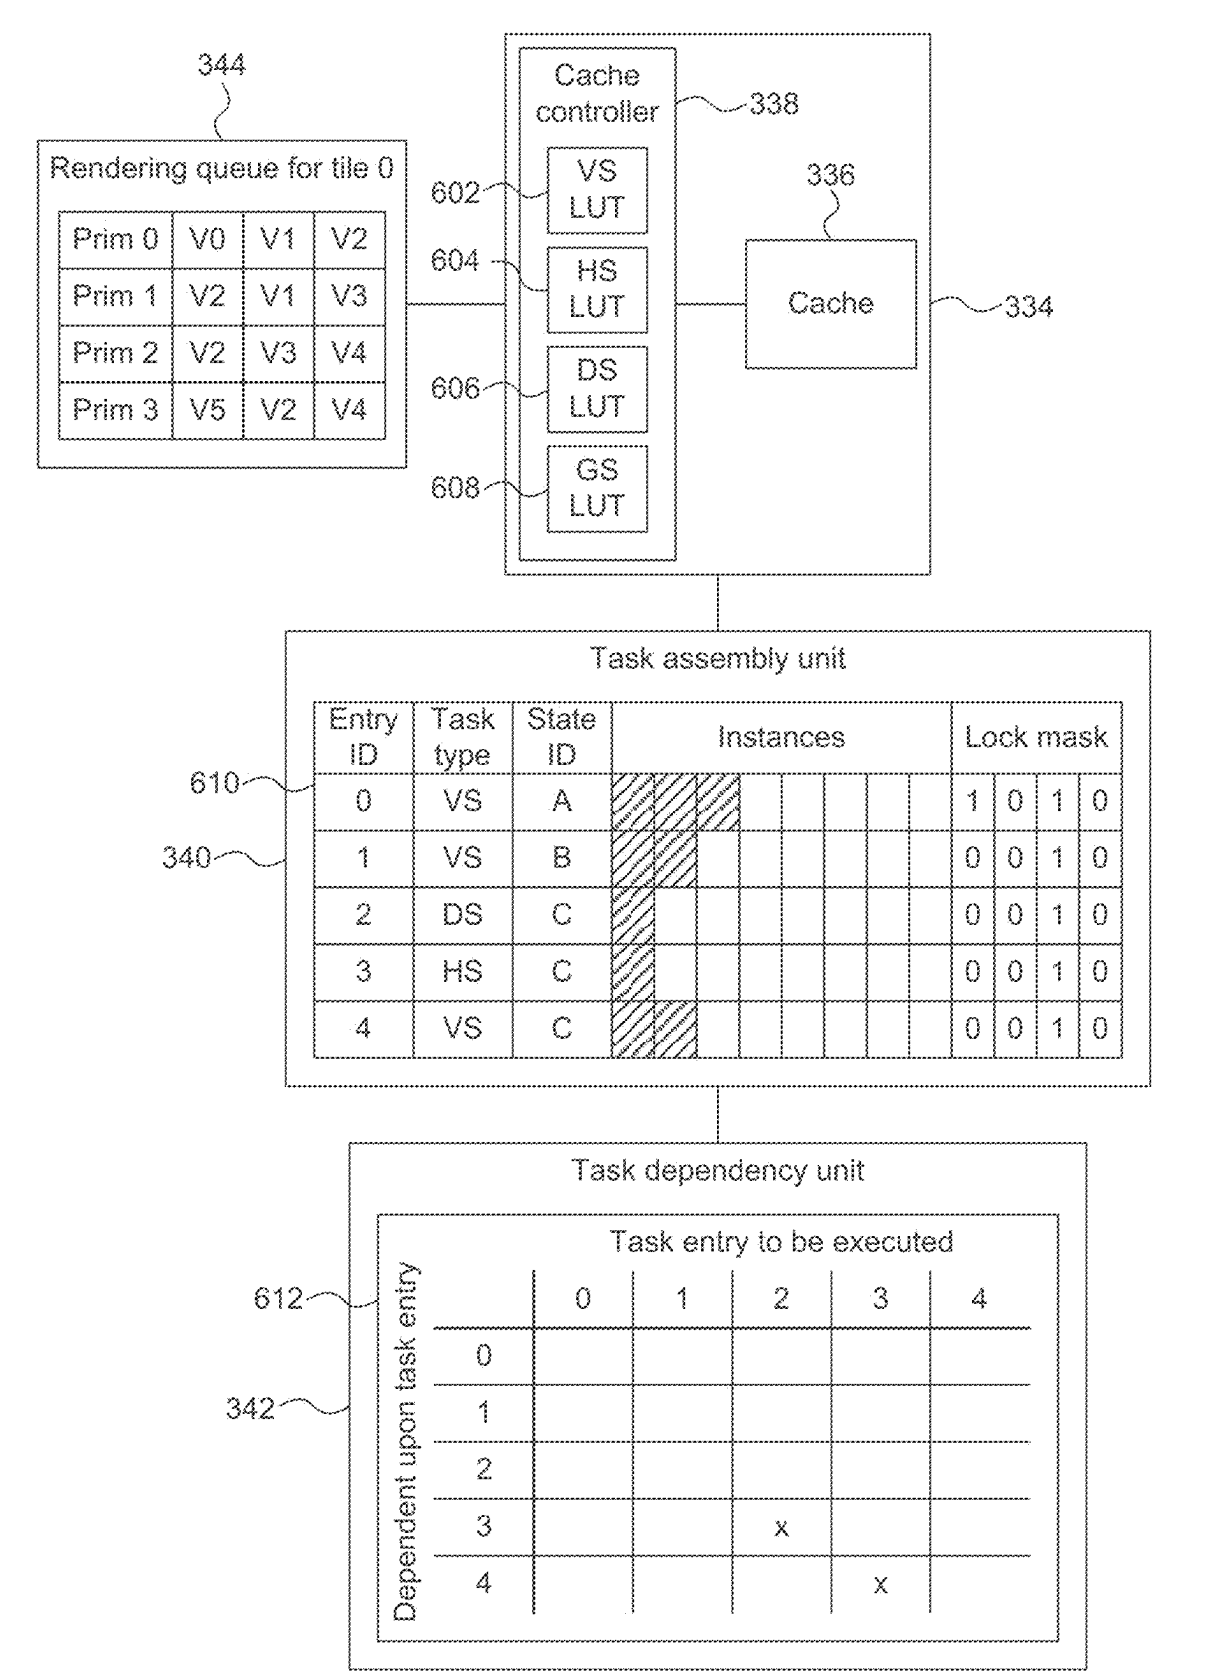 344
Rendering queue for tile 0
Prim 0 V0 V1 V2
Prim 1 V2 V1 V3
Prim 2 V2 V3 V4
Prim 3 V5 V2 V4
Cache
controller
338
602
VS
LUT
604
HS
LUT
606
DS
LUT
608
GS
LUT
336
Cache
334
Task assembly unit
Entry
ID
Task
type
State
ID
Instances
Lock mask
610
0 VS A 1 0 1 0
340
1 VS B 0 0 1 0
2 DS C 0 0 1 0
3 HS C 0 0 1 0
4 VS C 0 0 1 0
Task dependency unit
Task entry to be executed
612
342
Dependent upon task entry
0 1 2 3 4
0
1
2
3 x
4 x